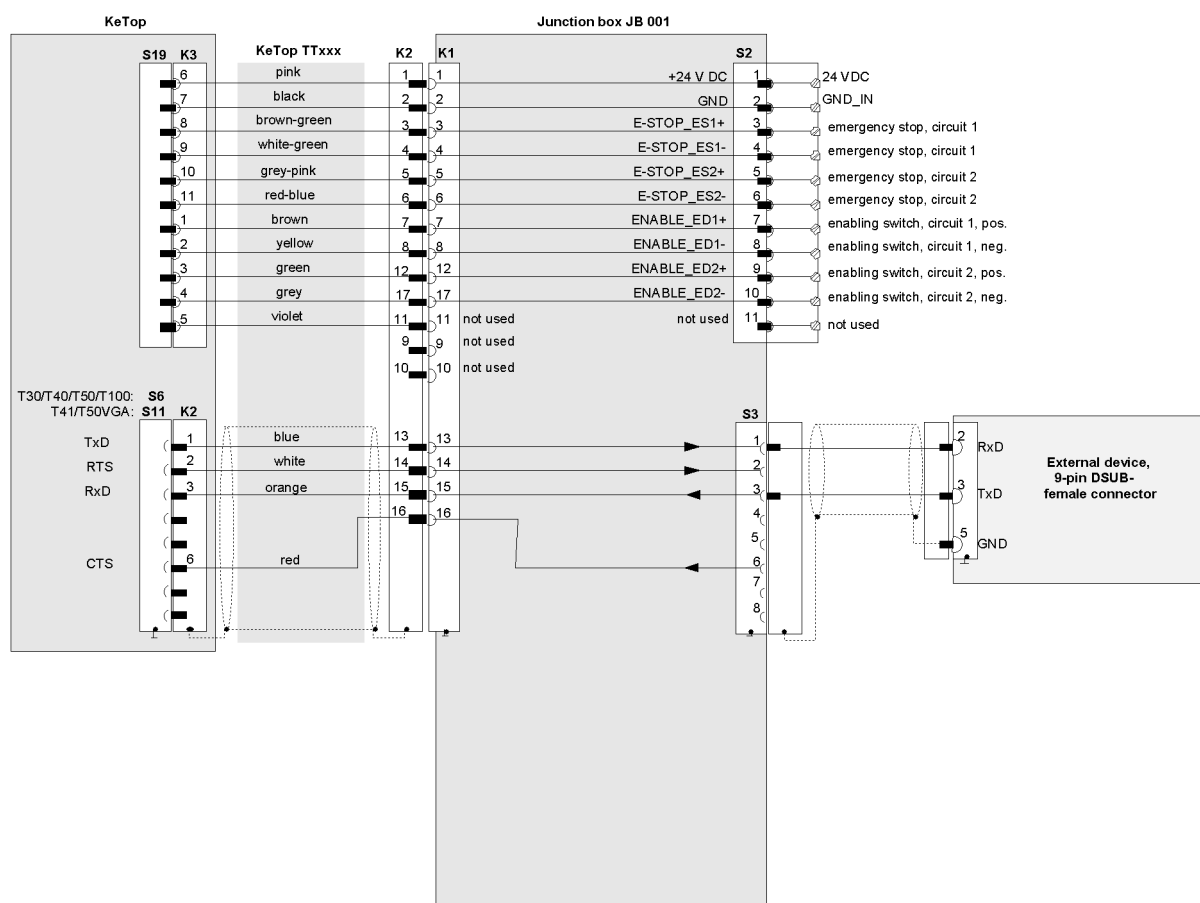 KeTop Junction box JB 001
S19 K3 KeTop TTxxx K2 K1 S2
6 pink 1 1 +24 V DC 1 24 VDC
7 black 2 2 GND 2 GND_IN
8 brown-green 3 3 E-STOP_ES1+ 3 emergency stop, circuit 1
9 white-green 4 4 E-STOP_ES1- 4 emergency stop, circuit 1
10 grey-pink 5 5 E-STOP_ES2+ 5 emergency stop, circuit 2
11 red-blue 6 6 E-STOP_ES2- 6 emergency stop, circuit 2
1 brown 7 7 ENABLE_ED1+ 7 enabling switch, circuit 1, pos.
2 yellow 8 8 ENABLE_ED1- 8 enabling switch, circuit 1, neg.
3 green 12 12 ENABLE_ED2+ 9 enabling switch, circuit 2, pos.
4 grey 17 17 ENABLE_ED2- 10 enabling switch, circuit 2, neg.
5 violet 11 11 not used not used 11 not used
9 9 not used
10 10 not used
T30/T40/T50/T100: S6
T41/T50VGA: S11 K2 S3
TxD 1 blue 13 13 1 2 RxD
RTS 2 white 14 14 2
RxD 3 orange 15 15 3 3 TxD
16 16 4
5 5 GND
CTS 6 red 6
7
8
External device,
9-pin DSUB-
female connector